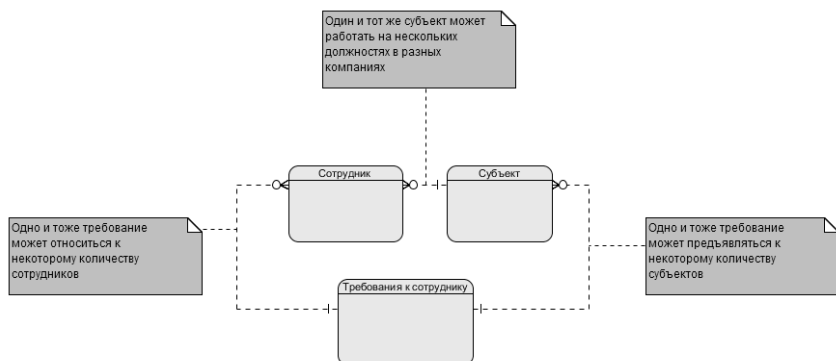 Один и тот же субъект может
работать на нескольких
должностях в разных
компаниях
Сотрудник
Субъект
Одно и тоже требование
может относиться к
некоторому количеству
сотрудников
Одно и тоже требование
может предъявляться к
некоторому количеству
субъектов
Требования к сотруднику